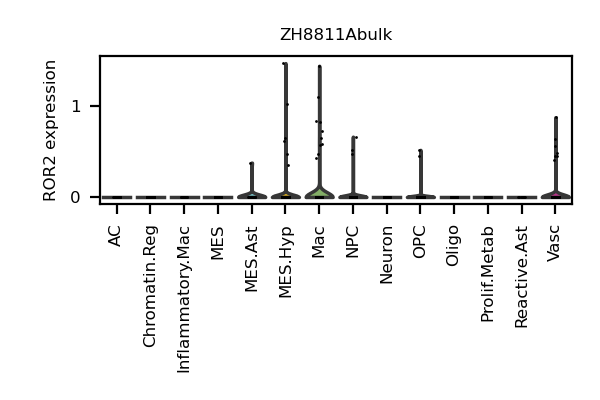 ZH8811Abulk
ROR2 expression
1
0
AC
Chromatin.Reg
Inflammatory.Mac
MES
MES.Ast
MES.Hyp
Mac
NPC
Neuron
OPC
Oligo
Prolif.Metab
Reactive.Ast
Vasc